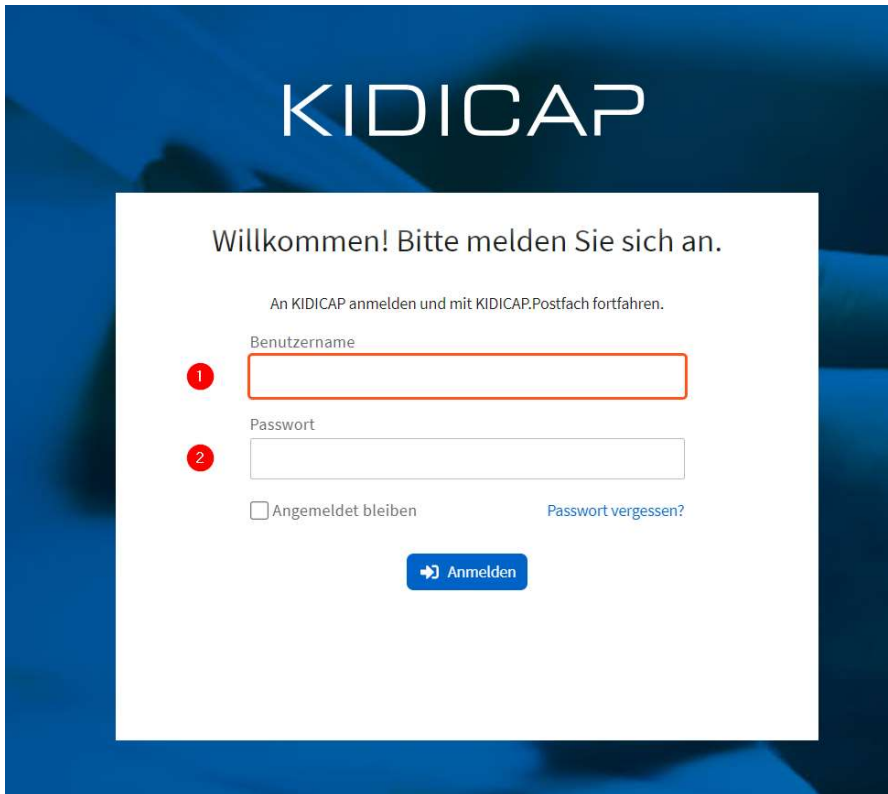 KIDICAP
Willkommen! Bitte melden Sie sich an.
An KIDICAP anmelden und mit KIDICAP.Postfach fortfahren.
Benutzername
1
Passwort
2
Angemeldet bleiben Passwort vergessen?
Anmelden